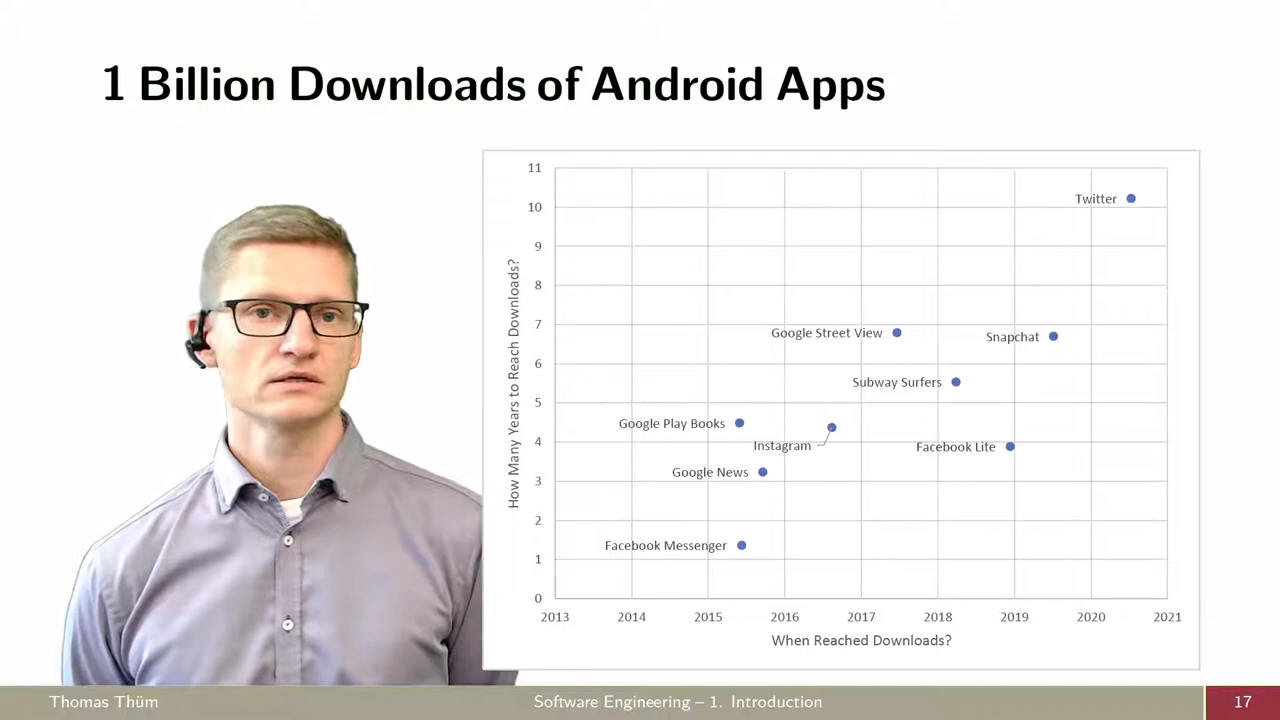 1 Billion Downloads of Android Apps
11
10
9
8
7
6
5
4
3
2
1
0
How Many Years to Reach Downloads?
Twitter
Google Street View
Snapchat
Subway Surfers
Google Play Books
Instagram
Facebook Lite
Google News
Facebook Messenger
2013 2014 2015 2016 2017 2018 2019 2020 2021
When Reached Downloads?
Thomas Thüm Software Engineering – 1. Introduction 17